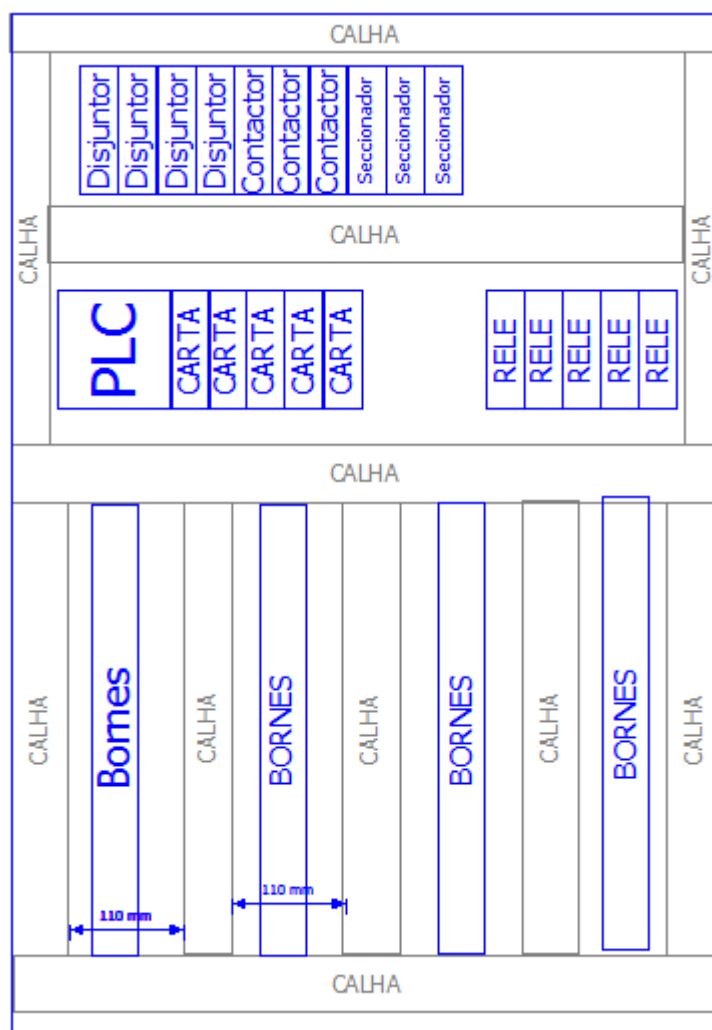 CALHA
Disjuntor
Disjuntor
Disjuntor
Disjuntor
Contactor
Contactor
Contactor
Seccionador
Seccionador
Seccionador
CALHA
CALHA
CALHA
PLC
CARTA
CARTA
CARTA
CARTA
CARTA
RELE
RELE
RELE
RELE
RELE
CALHA
CALHA
Bornes
CALHA
BORNES
CALHA
BORNES
CALHA
BORNES
CALHA
110 mm
110 mm
CALHA